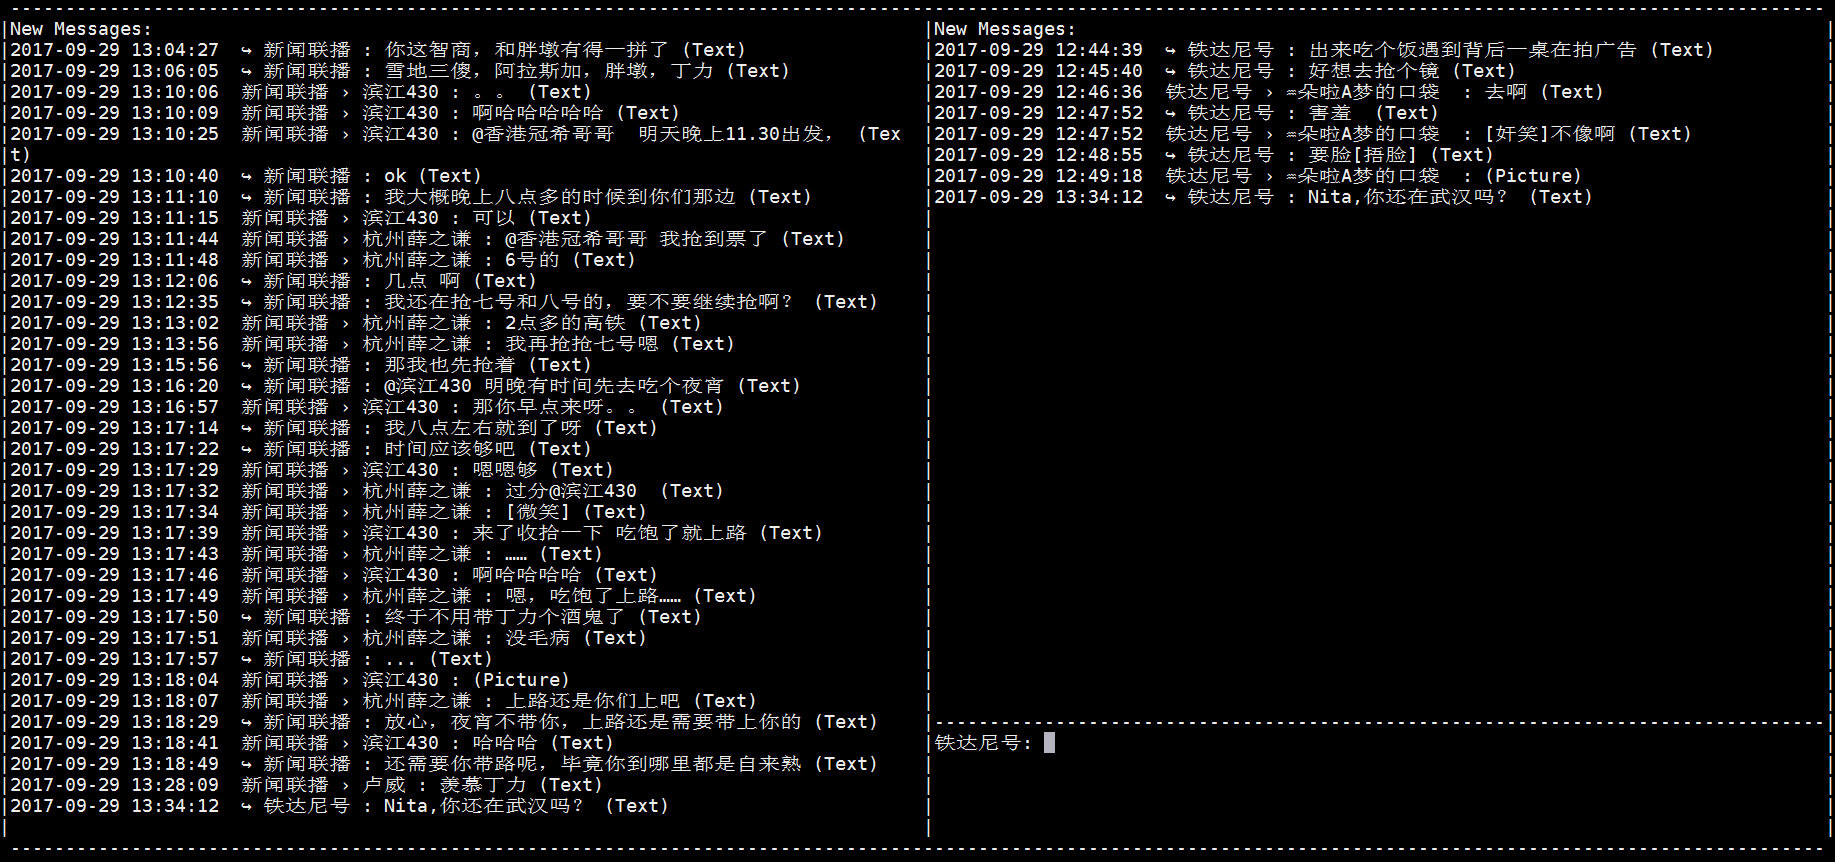 New Messages:
2017-09-29 13:04:27 ↪ 新闻联播 : 你这智商，和胖墩有得一拼了 (Text)
2017-09-29 13:06:05 ↪ 新闻联播 : 雪地三傻，阿拉斯加，胖墩，丁力 (Text)
2017-09-29 13:10:06 新闻联播 › 滨江430 : 。。 (Text)
2017-09-29 13:10:09 新闻联播 › 滨江430 : 啊哈哈哈哈哈 (Text)
2017-09-29 13:10:25 新闻联播 › 滨江430 : @香港冠希哥哥 明天晚上11.30出发， (Tex
t)
2017-09-29 13:10:40 ↪ 新闻联播 : ok (Text)
2017-09-29 13:11:10 ↪ 新闻联播 : 我大概晚上八点多的时候到你们那边 (Text)
2017-09-29 13:11:15 新闻联播 › 滨江430 : 可以 (Text)
2017-09-29 13:11:44 新闻联播 › 杭州薛之谦 : @香港冠希哥哥 我抢到票了 (Text)
2017-09-29 13:11:48 新闻联播 › 杭州薛之谦 : 6号的 (Text)
2017-09-29 13:12:06 ↪ 新闻联播 : 几点 啊 (Text)
2017-09-29 13:12:35 ↪ 新闻联播 : 我还在抢七号和八号的，要不要继续抢啊？ (Text)
2017-09-29 13:13:02 新闻联播 › 杭州薛之谦 : 2点多的高铁 (Text)
2017-09-29 13:13:56 新闻联播 › 杭州薛之谦 : 我再抢抢七号嗯 (Text)
2017-09-29 13:15:56 ↪ 新闻联播 : 那我也先抢着 (Text)
2017-09-29 13:16:20 ↪ 新闻联播 : @滨江430 明晚有时间先去吃个夜宵 (Text)
2017-09-29 13:16:57 新闻联播 › 滨江430 : 那你早点来呀。。 (Text)
2017-09-29 13:17:14 ↪ 新闻联播 : 我八点左右就到了呀 (Text)
2017-09-29 13:17:22 ↪ 新闻联播 : 时间应该够吧 (Text)
2017-09-29 13:17:29 新闻联播 › 滨江430 : 嗯嗯够 (Text)
2017-09-29 13:17:32 新闻联播 › 杭州薛之谦 : 过分@滨江430 (Text)
2017-09-29 13:17:34 新闻联播 › 杭州薛之谦 : [微笑] (Text)
2017-09-29 13:17:39 新闻联播 › 滨江430 : 来了收拾一下 吃饱了就上路 (Text)
2017-09-29 13:17:43 新闻联播 › 杭州薛之谦 : …… (Text)
2017-09-29 13:17:46 新闻联播 › 滨江430 : 啊哈哈哈哈 (Text)
2017-09-29 13:17:49 新闻联播 › 杭州薛之谦 : 嗯，吃饱了上路…… (Text)
2017-09-29 13:17:50 ↪ 新闻联播 : 终于不用带丁力个酒鬼了 (Text)
2017-09-29 13:17:51 新闻联播 › 杭州薛之谦 : 没毛病 (Text)
2017-09-29 13:17:57 ↪ 新闻联播 : ... (Text)
2017-09-29 13:18:04 新闻联播 › 滨江430 : (Picture)
2017-09-29 13:18:07 新闻联播 › 杭州薛之谦 : 上路还是你们上吧 (Text)
2017-09-29 13:18:29 ↪ 新闻联播 : 放心，夜宵不带你，上路还是需要带上你的 (Text)
2017-09-29 13:18:41 新闻联播 › 滨江430 : 哈哈哈 (Text)
2017-09-29 13:18:49 ↪ 新闻联播 : 还需要你带路呢，毕竟你到哪里都是自来熟 (Text)
2017-09-29 13:28:09 新闻联播 › 卢威 : 羡慕丁力 (Text)
2017-09-29 13:34:12 ↪ 铁达尼号 : Nita,你还在武汉吗？ (Text)
New Messages:
2017-09-29 12:44:39 ↪ 铁达尼号 : 出来吃个饭遇到背后一桌在拍广告 (Text)
2017-09-29 12:45:40 ↪ 铁达尼号 : 好想去抢个镜 (Text)
2017-09-29 12:46:36 铁达尼号 › ♒朵啦A梦的口袋 : 去啊 (Text)
2017-09-29 12:47:52 ↪ 铁达尼号 : 害羞 (Text)
2017-09-29 12:47:52 铁达尼号 › ♒朵啦A梦的口袋 : [奸笑]不像啊 (Text)
2017-09-29 12:48:55 ↪ 铁达尼号 : 要脸[捂脸] (Text)
2017-09-29 12:49:18 铁达尼号 › ♒朵啦A梦的口袋 : (Picture)
2017-09-29 13:34:12 ↪ 铁达尼号 : Nita,你还在武汉吗？ (Text)
铁达尼号: